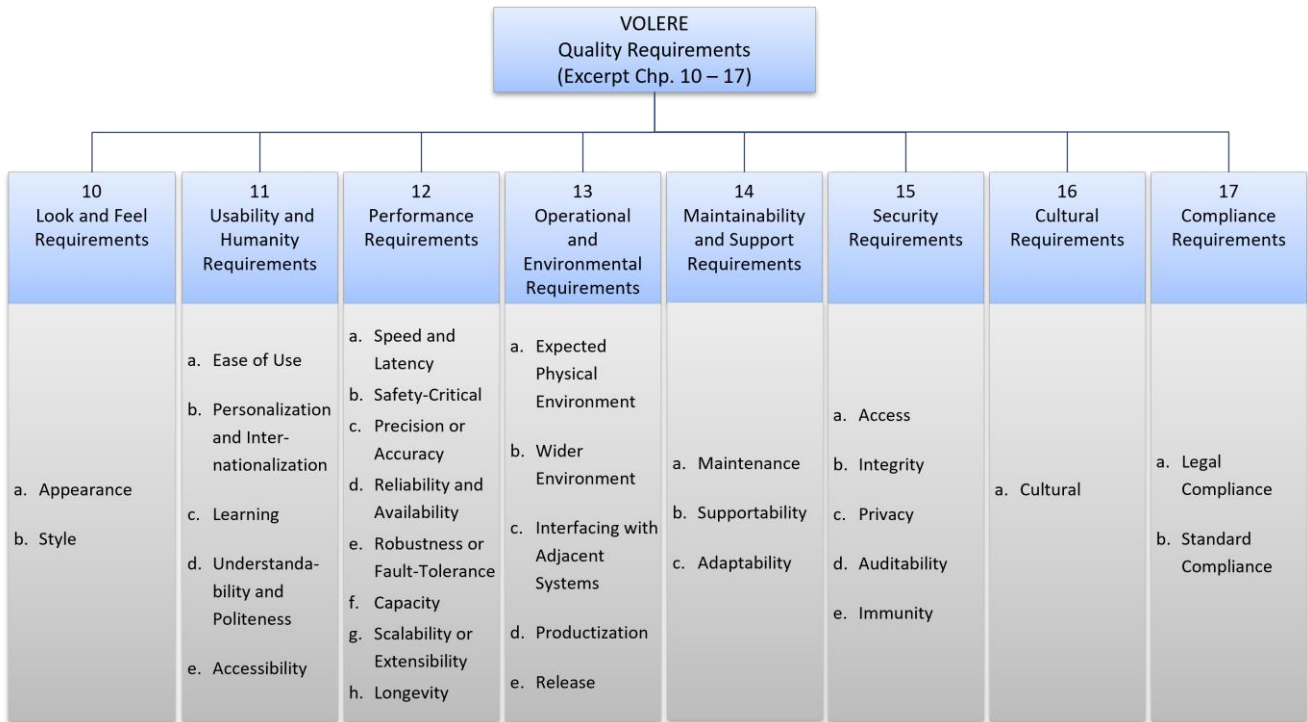 VOLERE
Quality Requirements
(Excerpt Chp. 10 – 17)
10
Look and Feel
Requirements
a. Appearance
b. Style
11
Usability and
Humanity
Requirements
a. Ease of Use
b. Personalization
and Inter-
nationalization
c. Learning
d. Understanda-
bility and
Politeness
e. Accessibility
12
Performance
Requirements
a. Speed and
Latency
b. Safety-Critical
c. Precision or
Accuracy
d. Reliability and
Availability
e. Robustness or
Fault-Tolerance
f. Capacity
g. Scalability or
Extensibility
h. Longevity
13
Operational
and
Environmental
Requirements
a. Expected
Physical
Environment
b. Wider
Environment
c. Interfacing with
Adjacent
Systems
d. Productization
e. Release
14
Maintainability
and Support
Requirements
a. Maintenance
b. Supportability
c. Adaptability
15
Security
Requirements
a. Access
b. Integrity
c. Privacy
d. Auditability
e. Immunity
16
Cultural
Requirements
a. Cultural
17
Compliance
Requirements
a. Legal
Compliance
b. Standard
Compliance